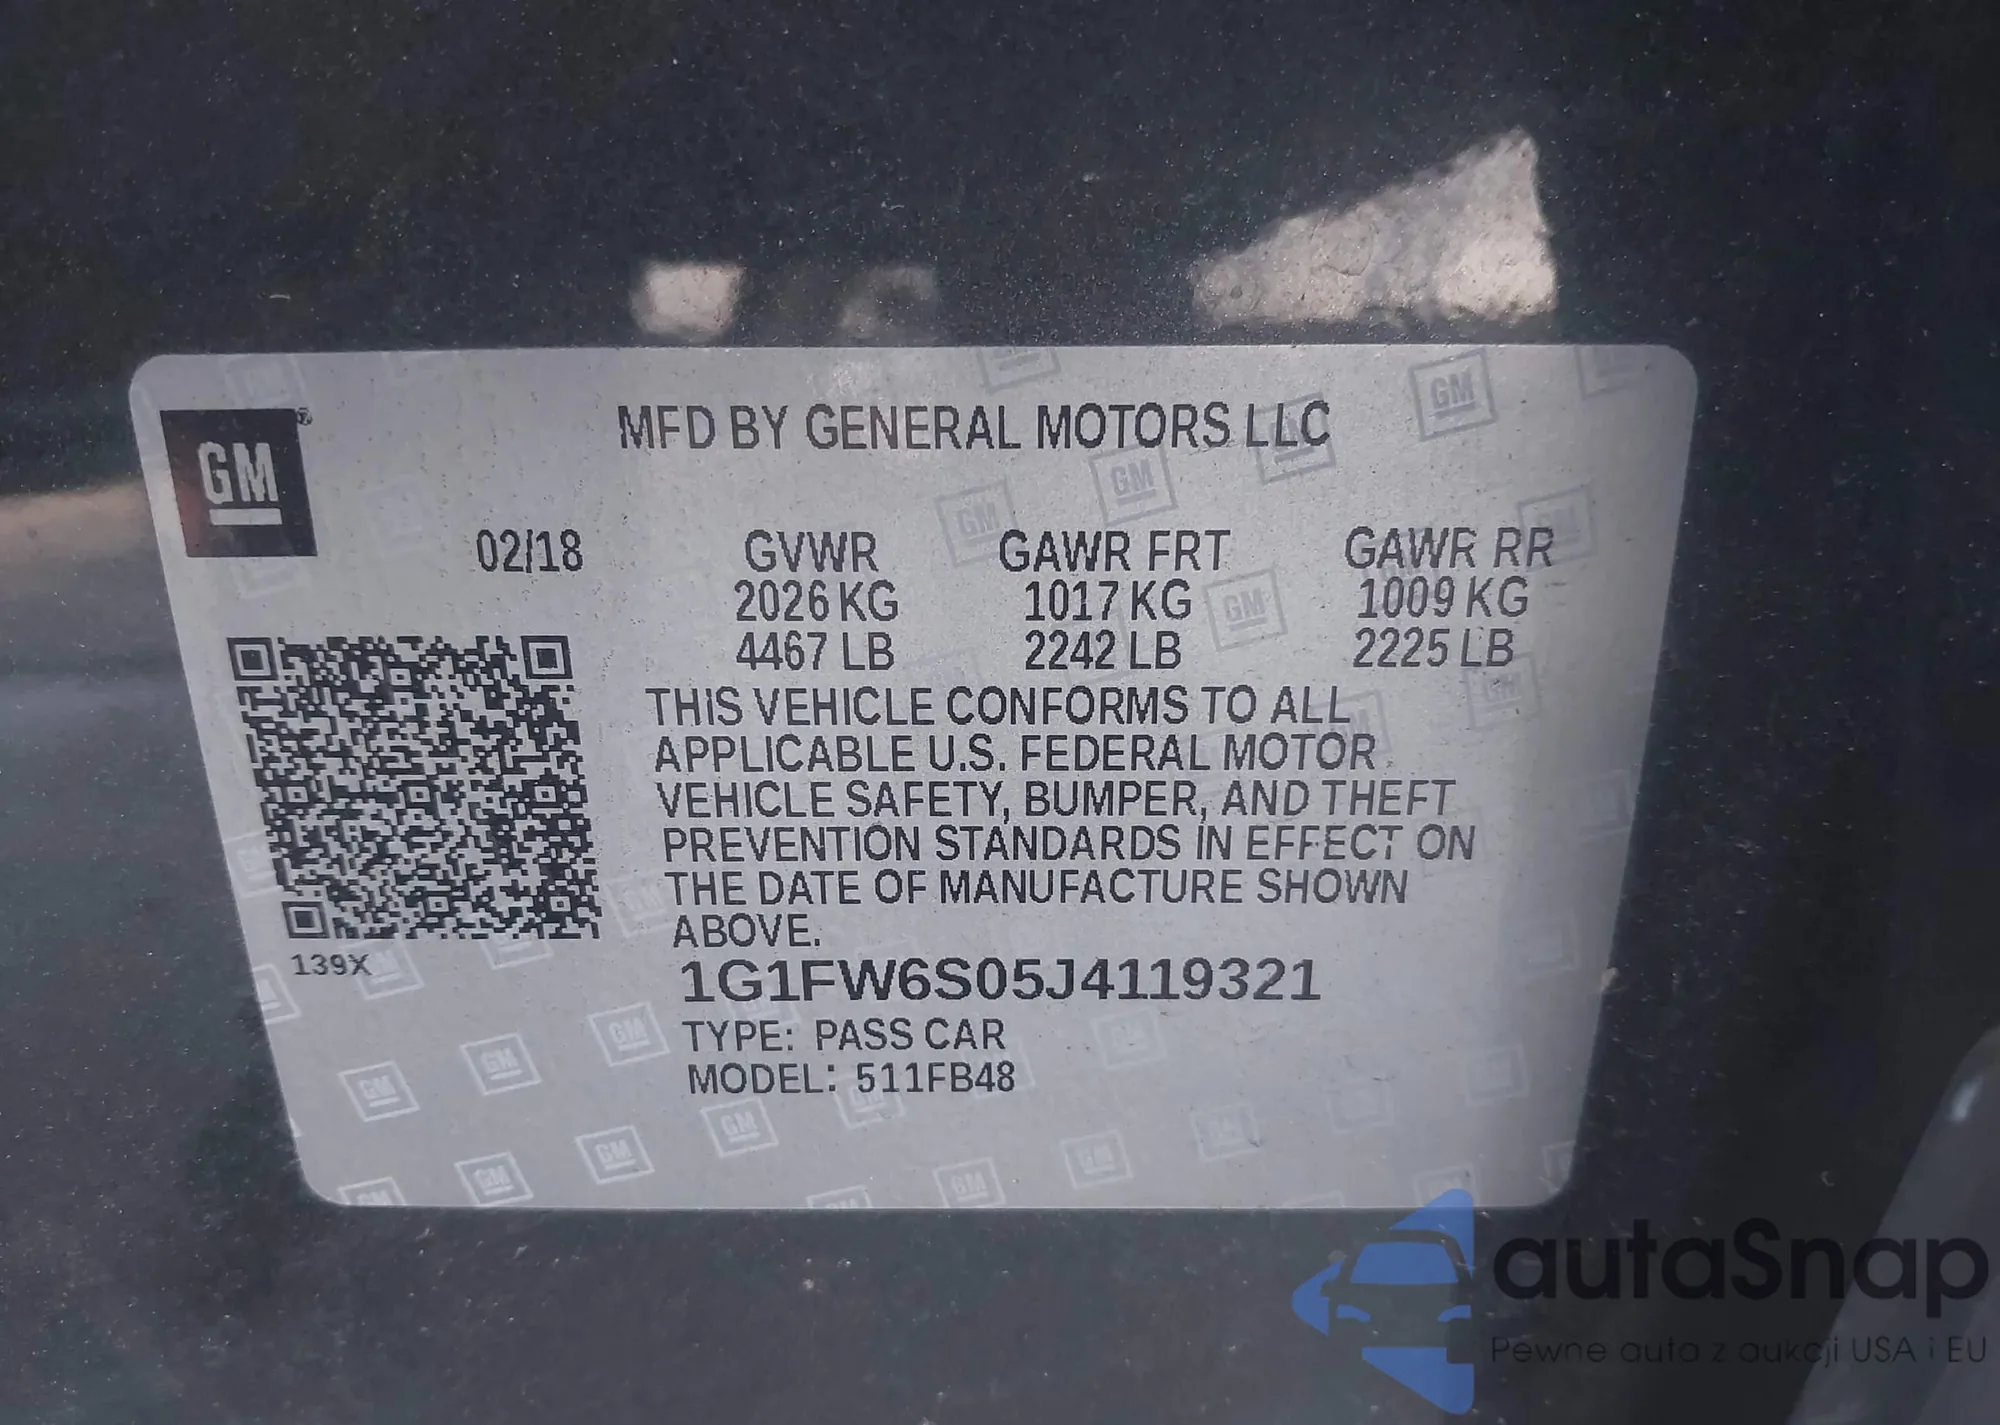 GM®
MFD BY GENERAL MOTORS LLC
02/18 GVWR GAWR FRT GAWR RR
2026 KG 1017 KG 1009 KG
4467 LB 2242 LB 2225 LB
THIS VEHICLE CONFORMS TO ALL
APPLICABLE U.S. FEDERAL MOTOR
VEHICLE SAFETY, BUMPER, AND THEFT
PREVENTION STANDARDS IN EFFECT ON
THE DATE OF MANUFACTURE SHOWN
ABOVE.
139X
1G1FW6S05J4119321
TYPE: PASS CAR
MODEL: 511FB48
autaSnap
Pewne auta z aukcji USA i EU